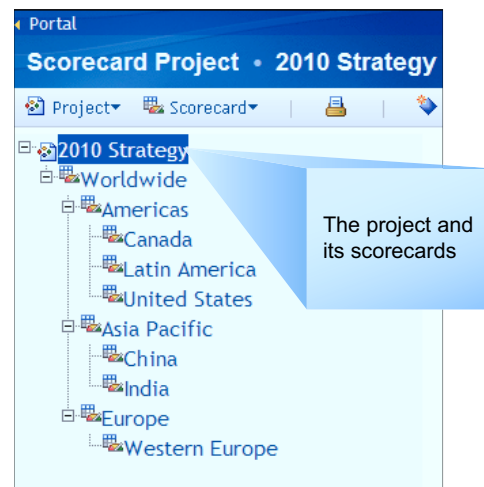 Portal
Scorecard Project • 2010 Strategy
Project Scorecard
2010 Strategy
Worldwide
Americas
Canada
Latin America
United States
Asia Pacific
China
India
Europe
Western Europe
The project and
its scorecards